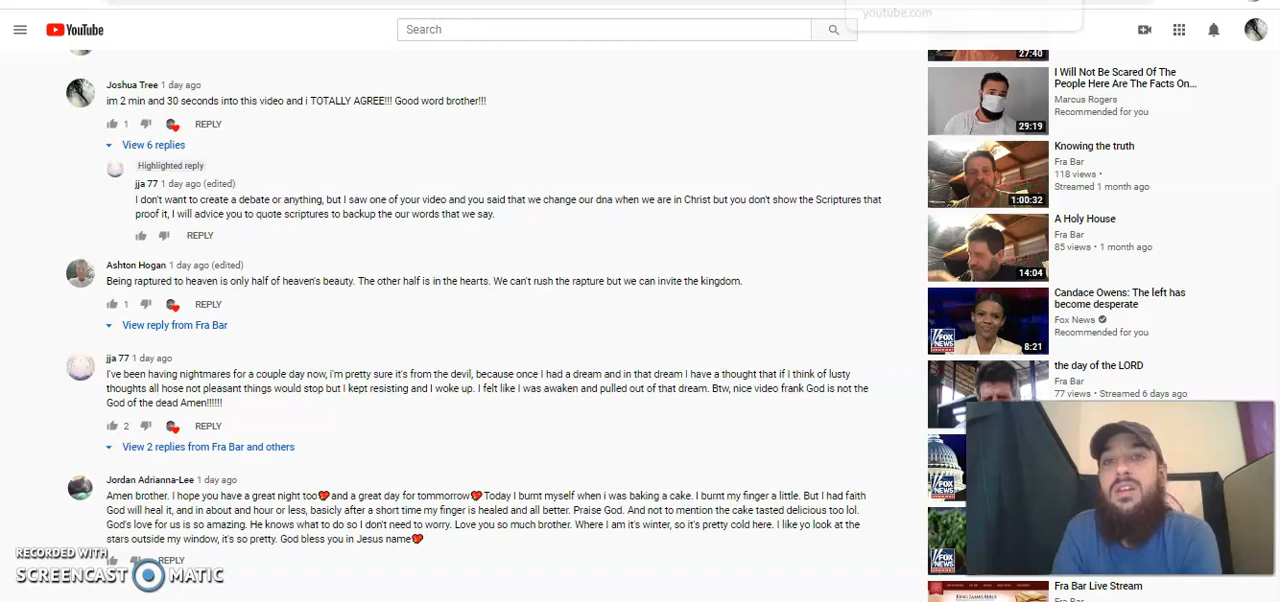 youtube.com
YouTube
Search
Joshua Tree 1 day ago
im 2 min and 30 seconds into this video and i TOTALLY AGREE!!! Good word brother!!!
1 REPLY
View 6 replies
Highlighted reply
jja 77 1 day ago (edited)
I don't want to create a debate or anything, but I saw one of your video and you said that we change our dna when we are in Christ but you don't show the Scriptures that
proof it, I will advice you to quote scriptures to backup the our words that we say.
REPLY
Ashton Hogan 1 day ago (edited)
Being raptured to heaven is only half of heaven's beauty. The other half is in the hearts. We can't rush the rapture but we can invite the kingdom.
1 REPLY
View reply from Fra Bar
jja 77 1 day ago
I've been having nightmares for a couple day now, i'm pretty sure it's from the devil, because once I had a dream and in that dream I have a thought that if I think of lusty
thoughts all hose not pleasant things would stop but I kept resisting and I woke up. I felt like I was awaken and pulled out of that dream. Btw, nice video frank God is not the
God of the dead Amen!!!!!!
2 REPLY
View 2 replies from Fra Bar and others
Jordan Adrianna-Lee 1 day ago
Amen brother. I hope you have a great night too and a great day for tommorrow Today I burnt myself when i was baking a cake. I burnt my finger a little. But I had faith
God will heal it, and in about and hour or less, basicly after a short time my finger is healed and all better. Praise God. And not to mention the cake tasted delicious too lol.
God's love for us is so amazing. He knows what to do so I don't need to worry. Love you so much brother. Where I am it's winter, so it's pretty cold here. I like yo look at the
stars outside my window, it's so pretty. God bless you in Jesus name
REPLY
RECORDED WITH
SCREENCAST MATIC
27:40
I Will Not Be Scared Of The
People Here Are The Facts On...
Marcus Rogers
Recommended for you
29:19
Knowing the truth
Fra Bar
118 views •
Streamed 1 month ago
1:00:32
A Holy House
Fra Bar
85 views • 1 month ago
14:04
Candace Owens: The left has
become desperate
Fox News
Recommended for you
FOX
NEWS
8:21
the day of the LORD
Fra Bar
77 views • Streamed 6 days ago
FOX
NEWS
FOX
NEWS
Fra Bar Live Stream